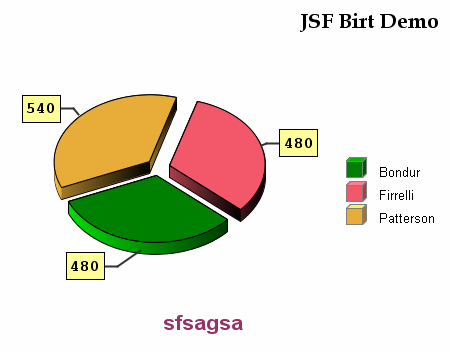 JSF Birt Demo
540
480
Bondur
Firrelli
Patterson
480
sfsagsa